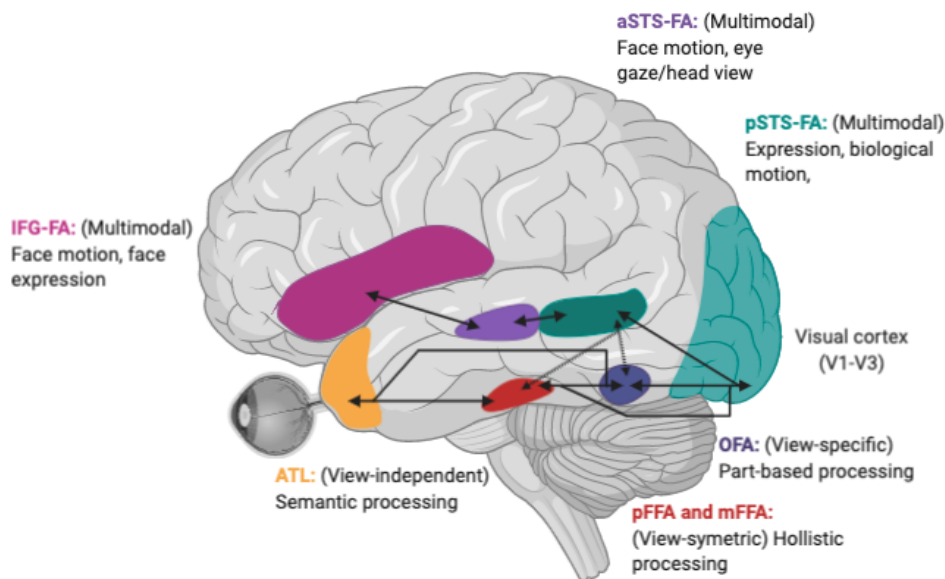 aSTS-FA: (Multimodal)
Face motion, eye
gaze/head view
pSTS-FA: (Multimodal)
Expression, biological
motion,
IFG-FA: (Multimodal)
Face motion, face
expression
Visual cortex
(V1-V3)
OFA: (View-specific)
Part-based processing
ATL: (View-independent)
Semantic processing
pFFA and mFFA:
(View-symetric) Hollistic
processing